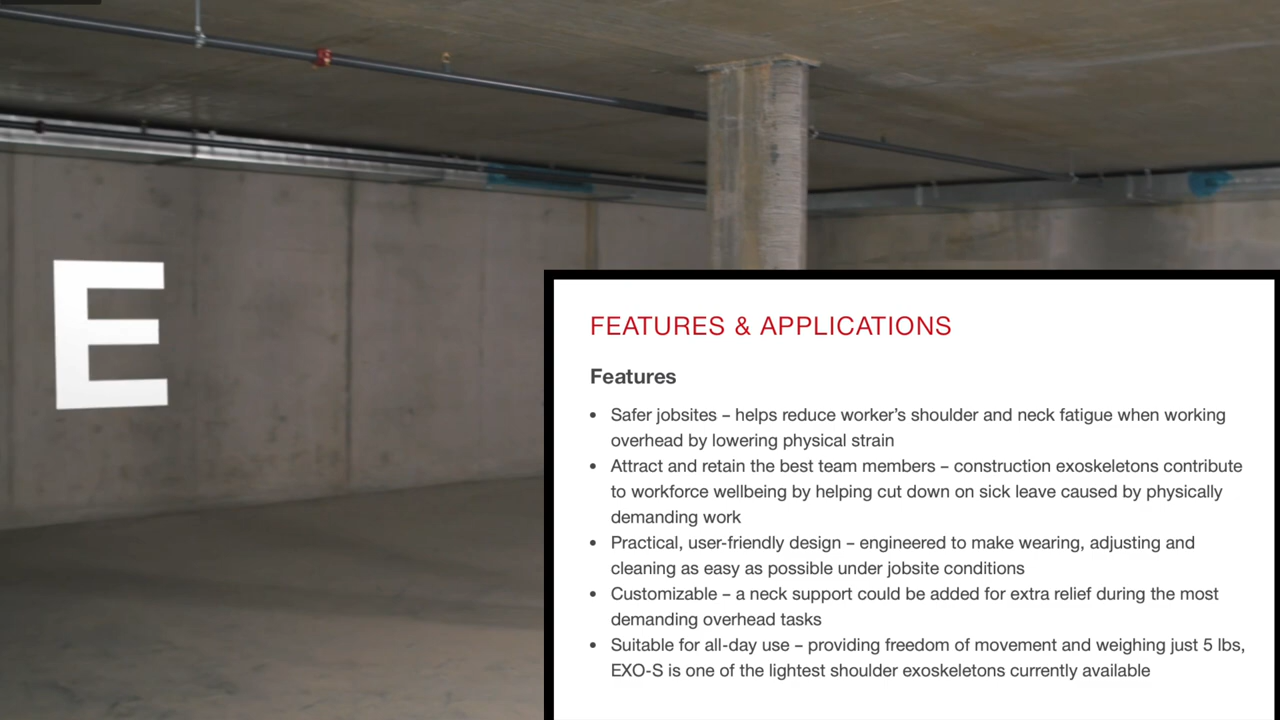 E
FEATURES & APPLICATIONS
Features
• Safer jobsites – helps reduce worker's shoulder and neck fatigue when working
overhead by lowering physical strain
• Attract and retain the best team members – construction exoskeletons contribute
to workforce wellbeing by helping cut down on sick leave caused by physically
demanding work
• Practical, user-friendly design – engineered to make wearing, adjusting and
cleaning as easy as possible under jobsite conditions
• Customizable – a neck support could be added for extra relief during the most
demanding overhead tasks
• Suitable for all-day use – providing freedom of movement and weighing just 5 lbs,
EXO-S is one of the lightest shoulder exoskeletons currently available